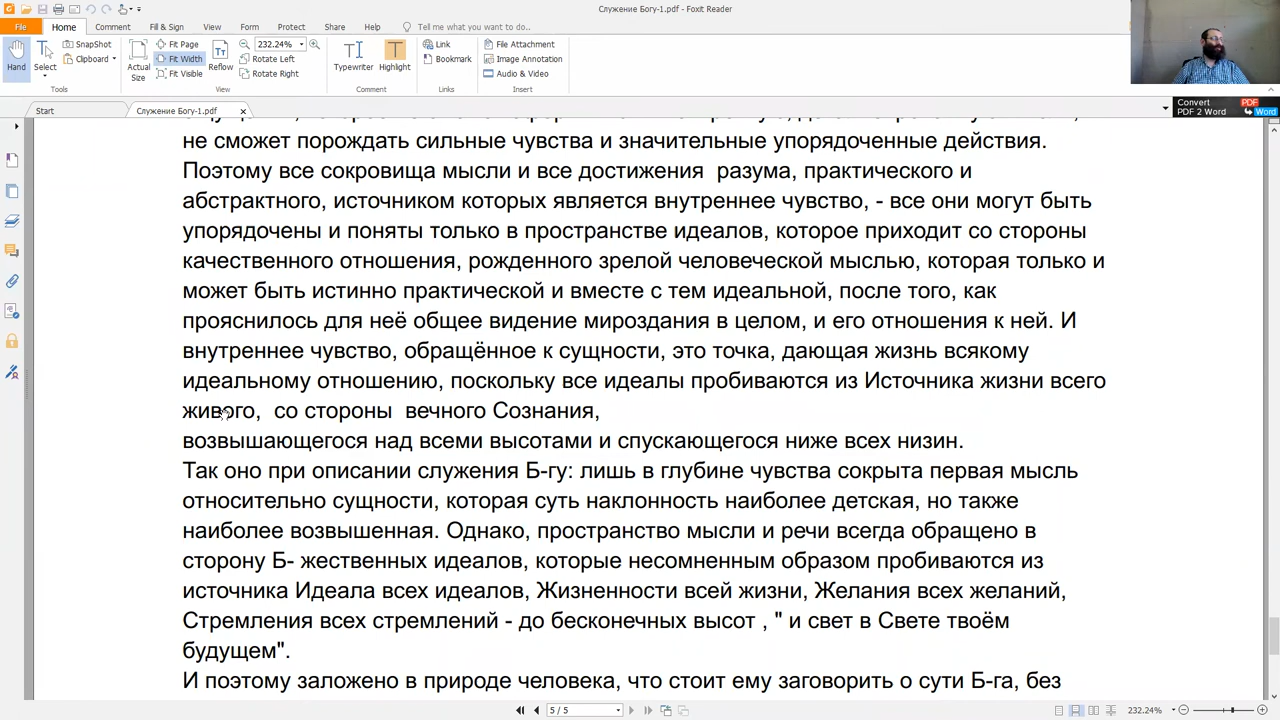 Служение Богу-1.pdf - Foxit Reader
File Home Comment Fill & Sign View Form Protect Share Help Tell me what you want to do..
SnapShot Fit Page 232.24% Link File Attachment
Clipboard Fit Width Rotate Left Bookmark Image Annotation
Hand Select Actual Size Reflow Fit Visible Rotate Right Typewriter Highlight Audio & Video
Tools View Comment Links Insert
Start Служение Богу-1.pdf
Convert PDF
PDF 2 Word Word
не сможет порождать сильные чувства и значительные упорядоченные действия.
Поэтому все сокровища мысли и все достижения разума, практического и
абстрактного, источником которых является внутреннее чувство, - все они могут быть
упорядочены и поняты только в пространстве идеалов, которое приходит со стороны
качественного отношения, рожденного зрелой человеческой мыслью, которая только и
может быть истинно практической и вместе с тем идеальной, после того, как
прояснилось для неё общее видение мироздания в целом, и его отношения к ней. И
внутреннее чувство, обращённое к сущности, это точка, дающая жизнь всякому
идеальному отношению, поскольку все идеалы пробиваются из Источника жизни всего
живого, со стороны вечного Сознания,
возвышающегося над всеми высотами и спускающегося ниже всех низин.
Так оно при описании служения Б-гу: лишь в глубине чувства сокрыта первая мысль
относительно сущности, которая суть наклонность наиболее детская, но также
наиболее возвышенная. Однако, пространство мысли и речи всегда обращено в
сторону Б- жественных идеалов, которые несомненным образом пробиваются из
источника Идеала всех идеалов, Жизненности всей жизни, Желания всех желаний,
Стремления всех стремлений - до бесконечных высот , " и свет в Свете твоём
будущем".
И поэтому заложено в природе человека, что стоит ему заговорить о сути Б-га, без
5 / 5 232.24%